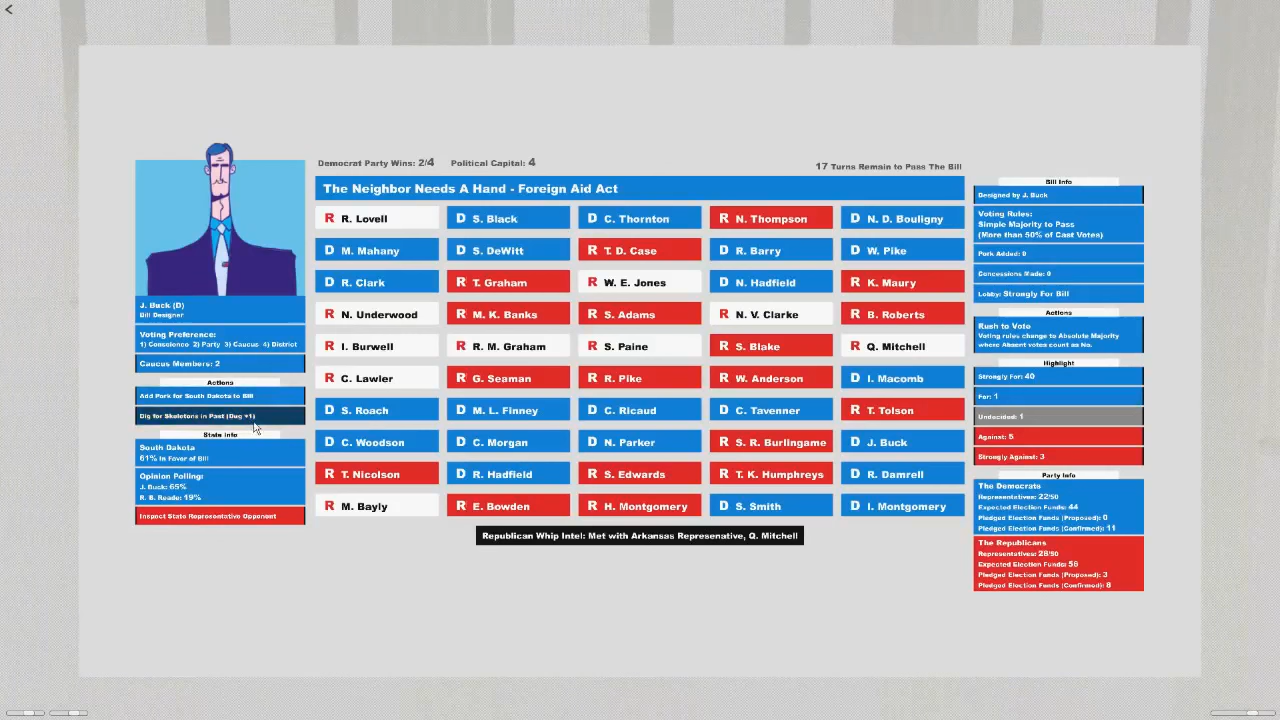 Democrat Party Wins: 2/4 Political Capital: 4 17 Turns Remain to Pass The Bill
The Neighbor Needs A Hand - Foreign Aid Act
R R. Lovell D S. Black D C. Thornton R N. Thompson D N. D. Bouligny
D M. Mahany D S. DeWitt R T. D. Case D R. Barry D W. Pike
D R. Clark R T. Graham R W. E. Jones D N. Hadfield R K. Maury
R N. Underwood R M. K. Banks R S. Adams R N. V. Clarke R B. Roberts
R I. Burwell R R. M. Graham R S. Paine R S. Blake R Q. Mitchell
R C. Lawler R G. Seaman R R. Pike R W. Anderson D I. Macomb
D S. Roach D M. L. Finney D C. Ricaud D C. Tavenner R T. Tolson
D C. Woodson D C. Morgan D N. Parker R S. R. Burlingame D J. Buck
R T. Nicolson D R. Hadfield R S. Edwards R T. K. Humphreys D R. Damrell
R M. Bayly R E. Bowden R H. Montgomery D S. Smith D I. Montgomery
Republican Whip Intel: Met with Arkansas Represenative, Q. Mitchell
J. Buck (D)
Bill Designer
Voting Preference:
1) Conscience 2) Party 3) Caucus 4) District
Caucus Members: 2
Actions
Add Pork for South Dakota to Bill
Dig for Skeletons in Past (Dug +1)
State Info
South Dakota
61% in Favor of Bill
Opinion Polling:
J. Buck: 65%
R. B. Reade: 19%
Inspect State Representative Opponent
Bill Info
Designed by J. Buck
Voting Rules:
Simple Majority to Pass
(More than 50% of Cast Votes)
Pork Added: 0
Concessions Made: 0
Lobby: Strongly For Bill
Actions
Rush to Vote
Voting rules change to Absolute Majority
where Absent votes count as No.
Highlight
Strongly For: 40
For: 1
Undecided: 1
Against: 5
Strongly Against: 3
Party Info
The Democrats
Representatives: 22/50
Expected Election Funds: 44
Pledged Election Funds (Proposed): 0
Pledged Election Funds (Confirmed): 11
The Republicans
Representatives: 28/50
Expected Election Funds: 56
Pledged Election Funds (Proposed): 3
Pledged Election Funds (Confirmed): 8